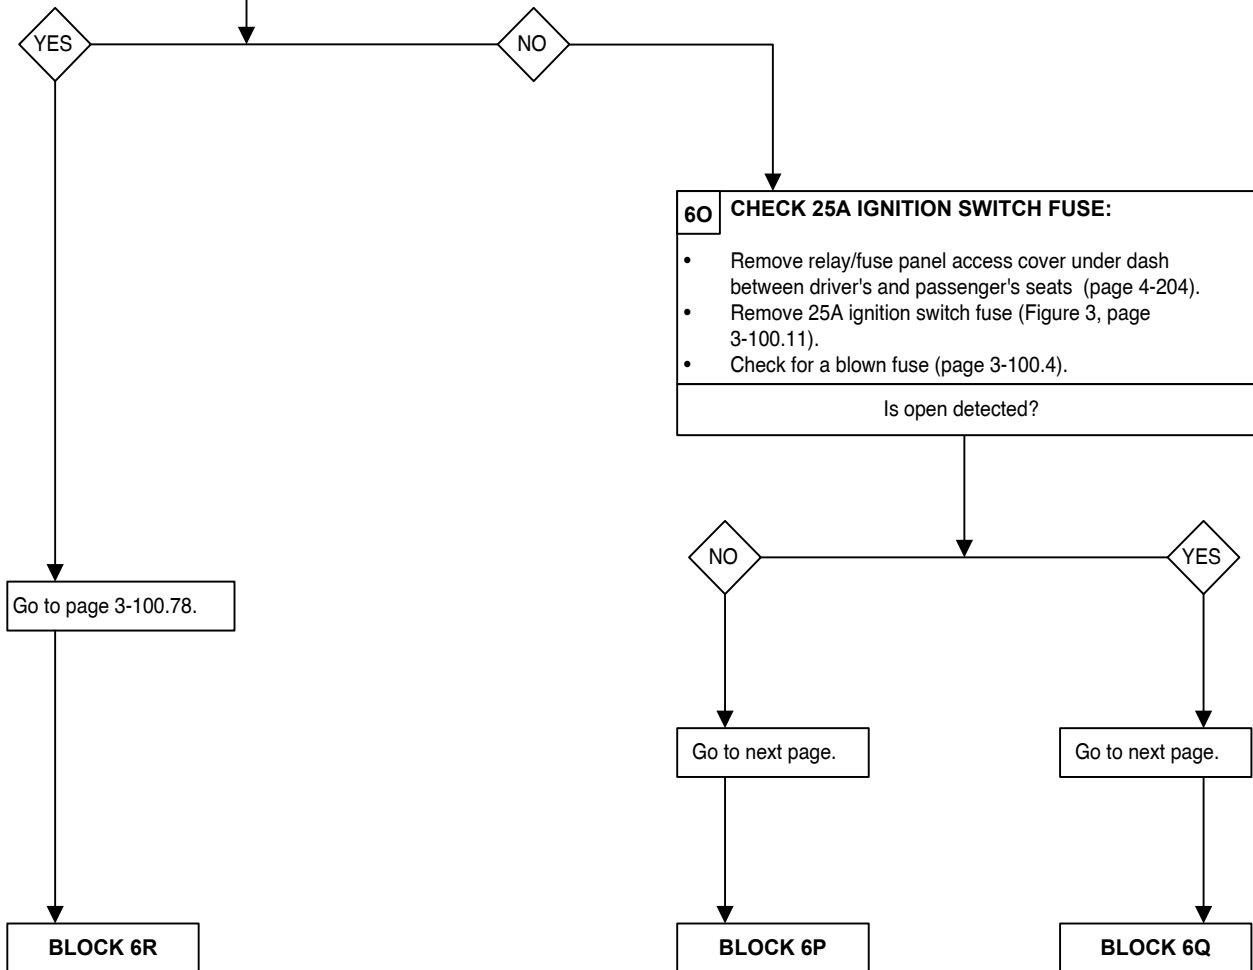 YES
NO
6O CHECK 25A IGNITION SWITCH FUSE:
• Remove relay/fuse panel access cover under dash
between driver's and passenger's seats (page 4-204).
• Remove 25A ignition switch fuse (Figure 3, page
3-100.11).
• Check for a blown fuse (page 3-100.4).
Is open detected?
NO
YES
Go to page 3-100.78.
Go to next page.
Go to next page.
BLOCK 6R
BLOCK 6P
BLOCK 6Q